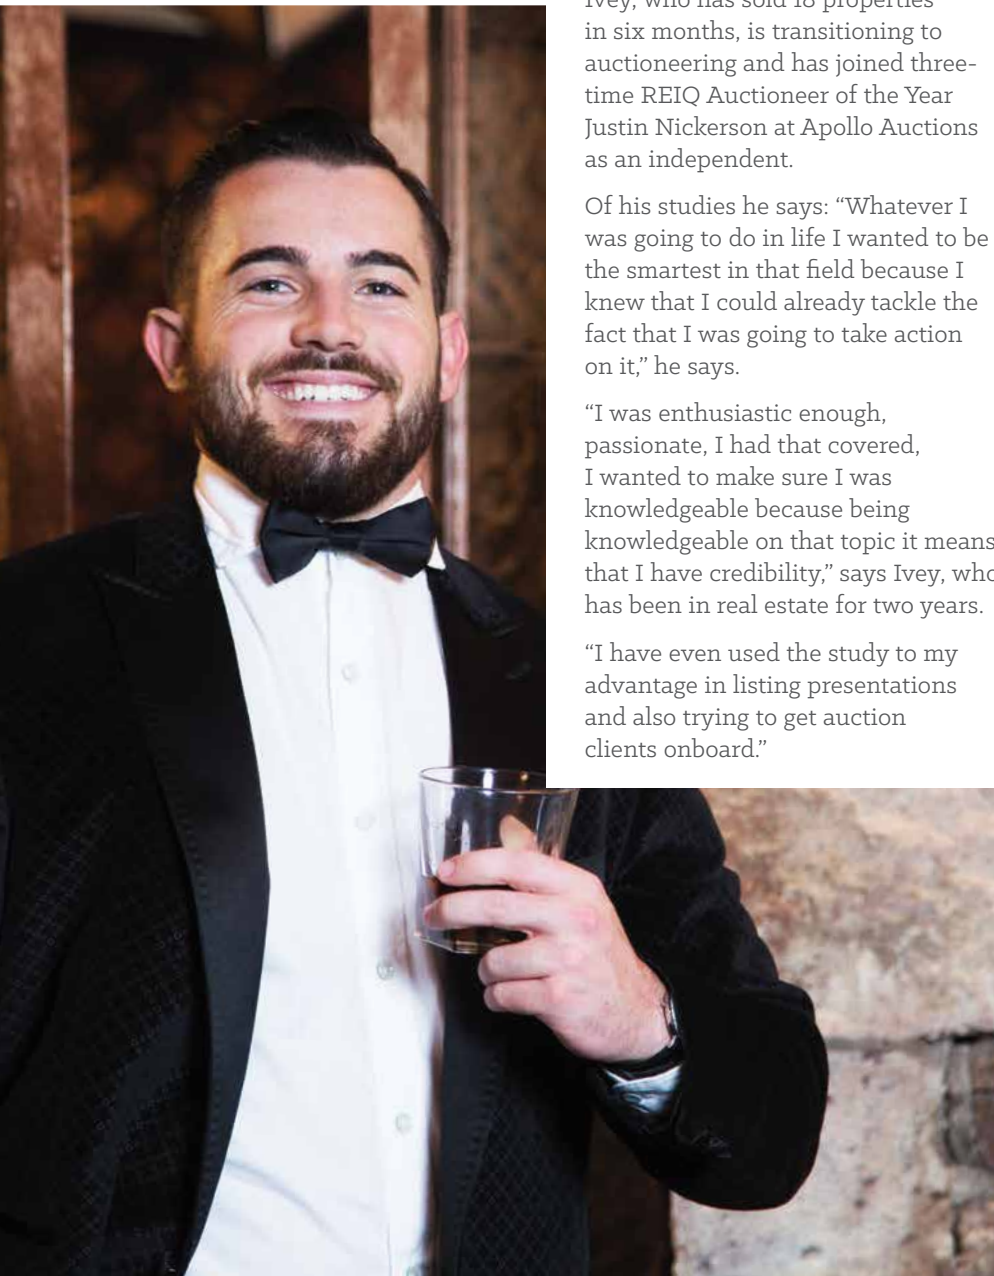 Ivey, who has sold 18 properties
in six months, is transitioning to
auctioneering and has joined three-
time REIQ Auctioneer of the Year
Justin Nickerson at Apollo Auctions
as an independent.
Of his studies he says: “Whatever I
was going to do in life I wanted to be
the smartest in that field because I
knew that I could already tackle the
fact that I was going to take action
on it,” he says.
“I was enthusiastic enough,
passionate, I had that covered,
I wanted to make sure I was
knowledgeable because being
knowledgeable on that topic it means
that I have credibility,” says Ivey, who
has been in real estate for two years.
“I have even used the study to my
advantage in listing presentations
and also trying to get auction
clients onboard.”